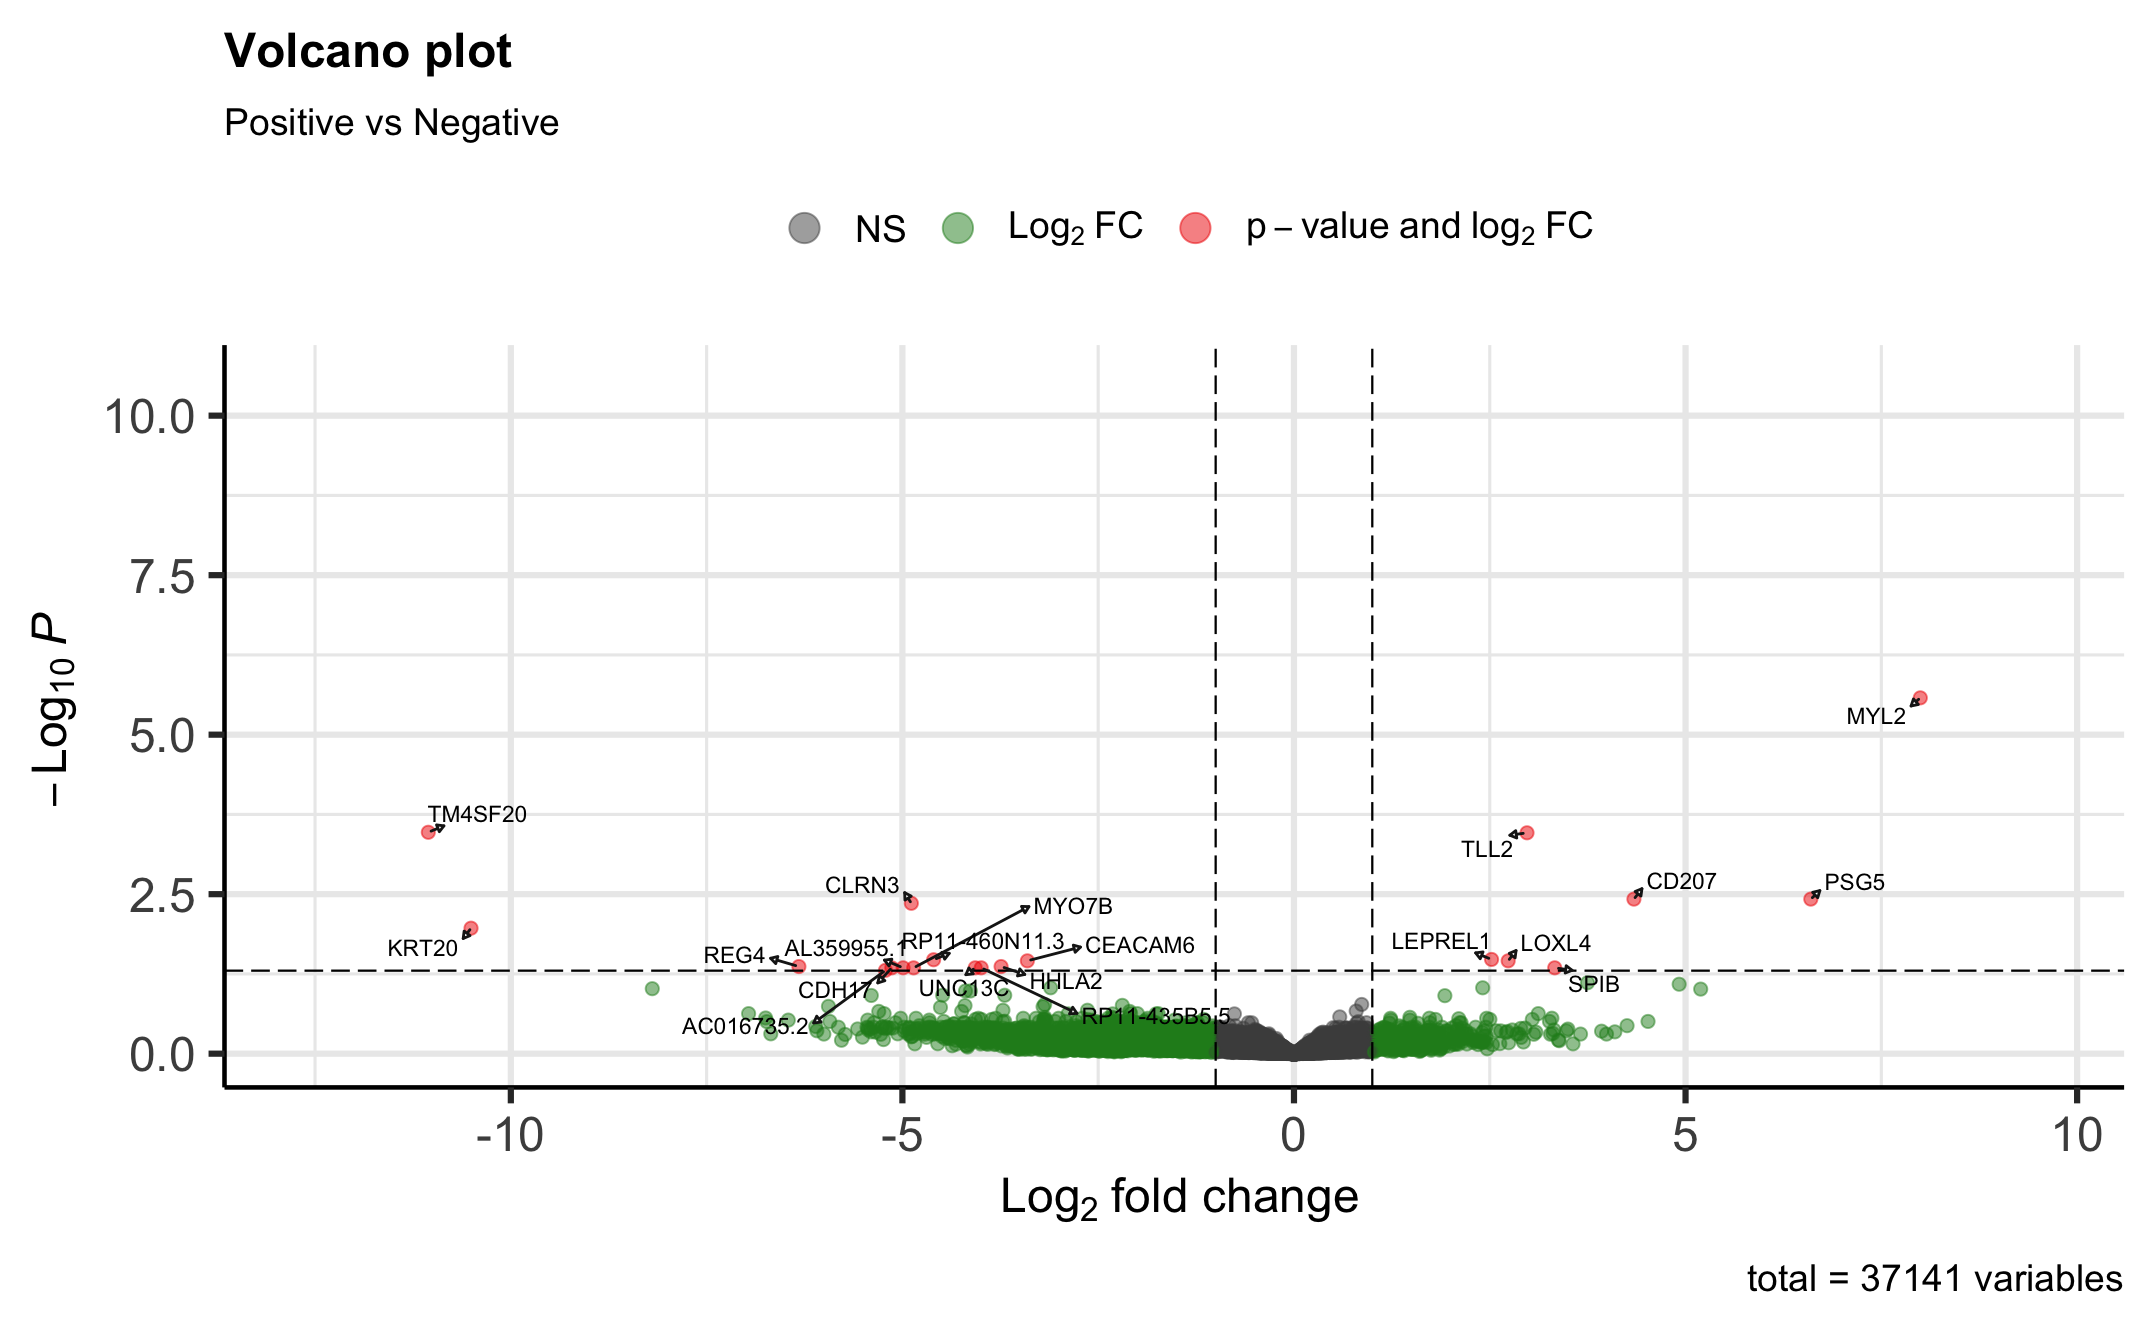 Volcano plot
Positive vs Negative
NS Log₂ FC p – value and log₂ FC
– Log₁₀ P
10.0
7.5
5.0
2.5
0.0
MYL2
TM4SF20
TLL2
CLRN3
CD207
PSG5
MYO7B
KRT20
REG4
AL359955.1
RP11-460N11.3
CEACAM6
LEPREL1
LOXL4
CDH17
UNC13C
HHLA2
SPIB
AC016735.2
RP11-435B5.5
-10 -5 0 5 10
Log₂ fold change
total = 37141 variables